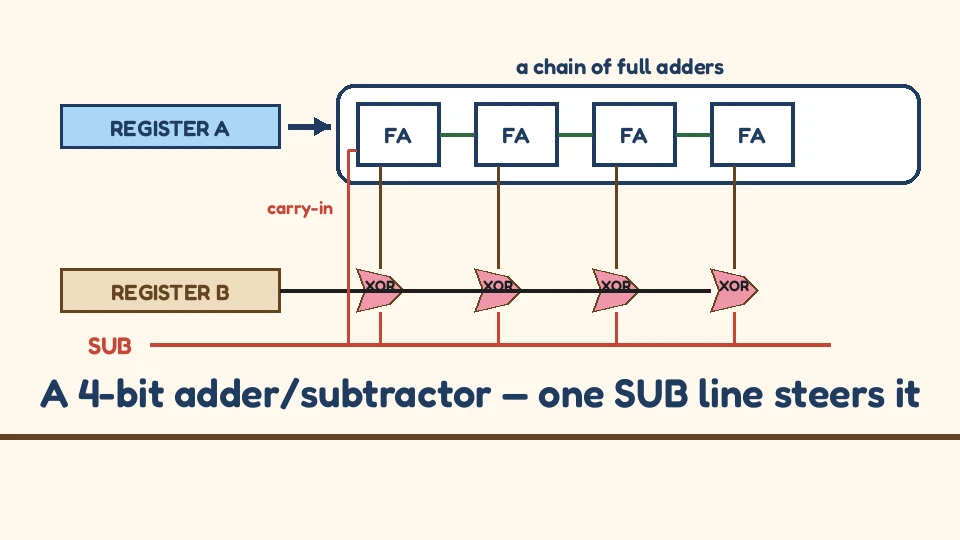 a chain of full adders
REGISTER A
FA FA FA FA
carry-in
REGISTER B
XOR XOR XOR XOR
SUB
A 4-bit adder/subtractor — one SUB line steers it